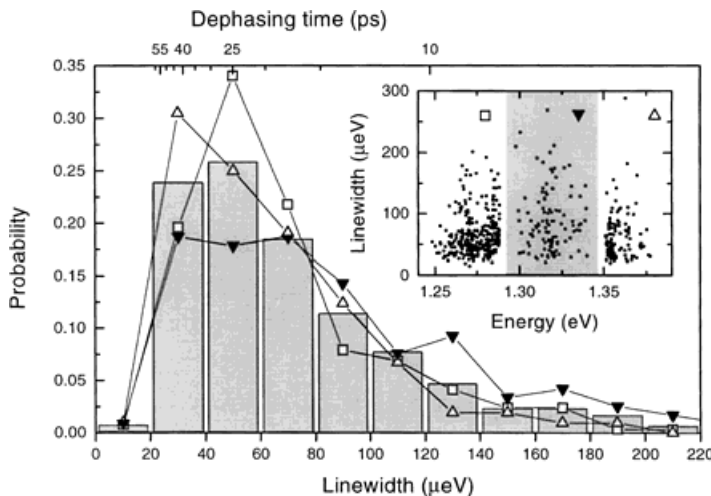 Dephasing time (ps)
55 40 25 10
0.35
0.30
0.25
0.20
0.15
0.10
0.05
0.00
Probability
0 20 40 60 80 100 120 140 160 180 200 220
Linewidth (μeV)
300
200
100
0
Linewidth (μeV)
1.25 1.30 1.35
Energy (eV)